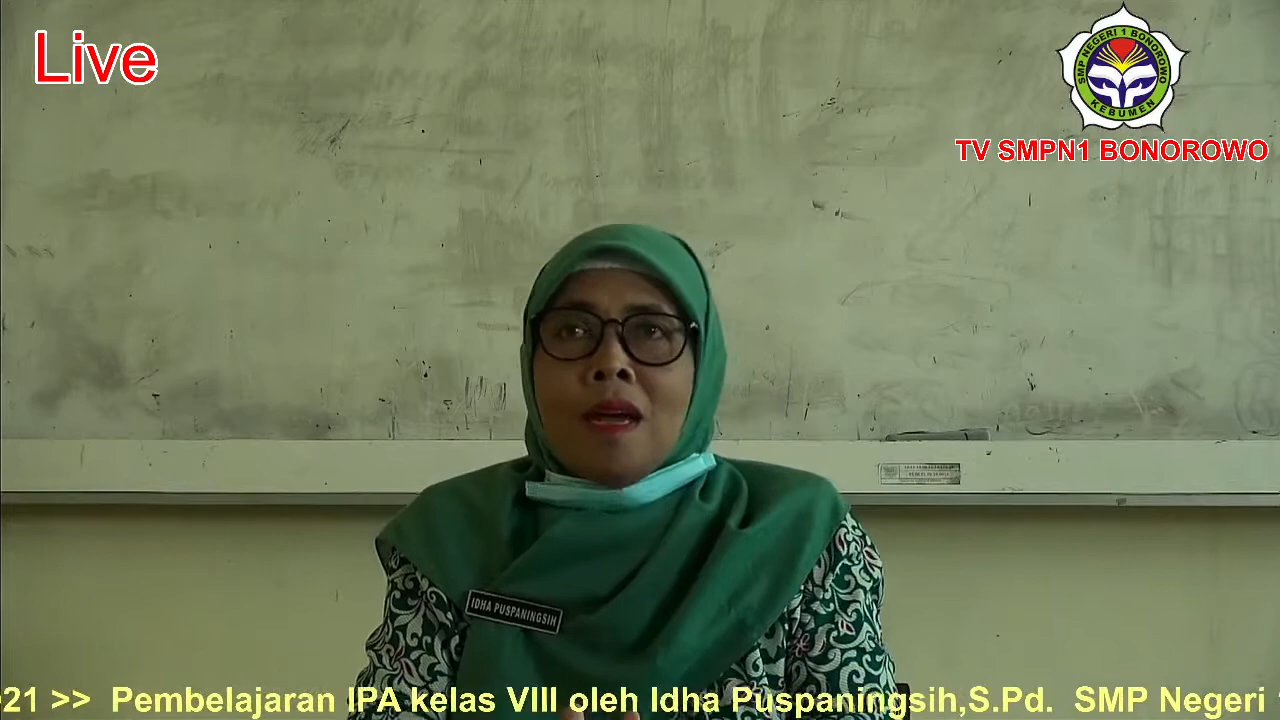 Live
SMP NEGERI 1 BONOROWO
KEBUMEN
TV SMPN1 BONOROWO
IDHA PUSPANINGSIH
21 >> Pembelajaran IPA kelas VIII oleh Idha Puspaningsih,S.Pd. SMP Negeri